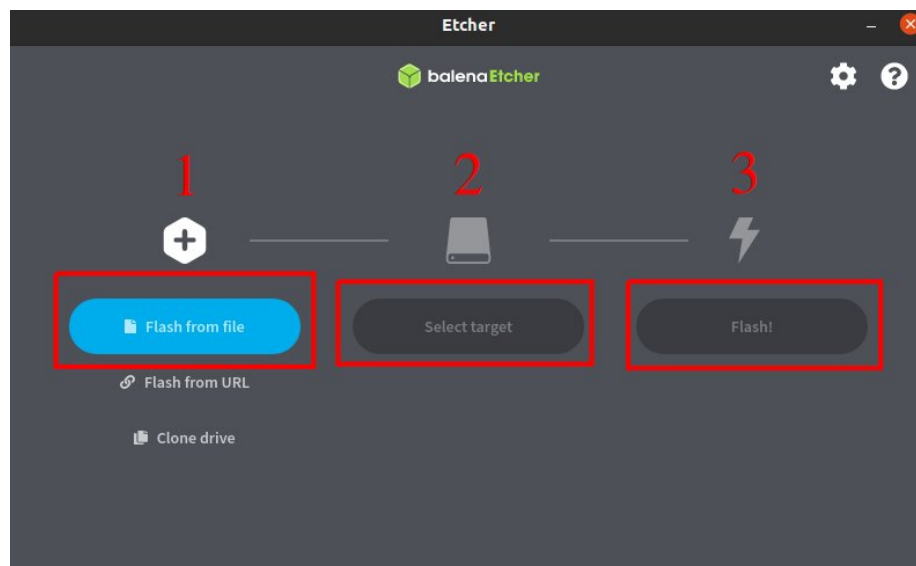 Etcher
balenaEtcher
1 2 3
Flash from file
Select target
Flash!
Flash from URL
Clone drive